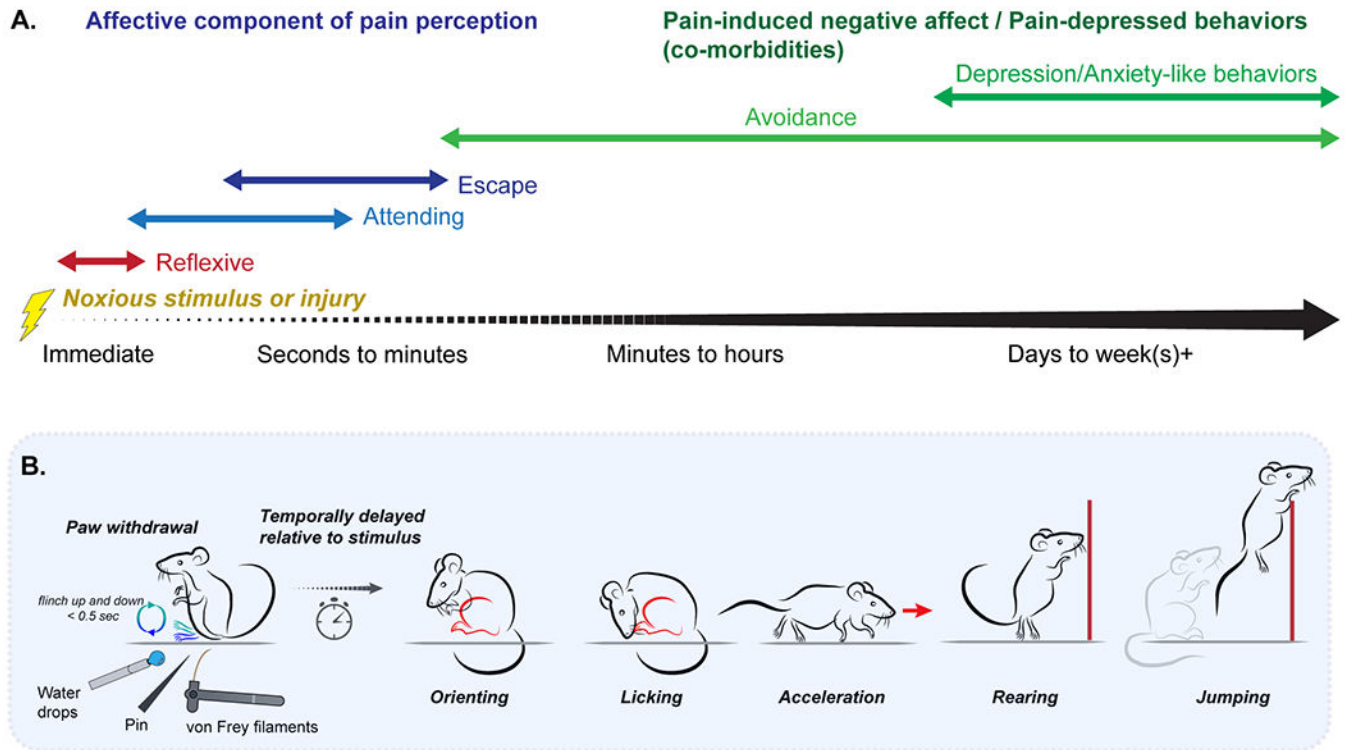 A.
Affective component of pain perception
Pain-induced negative affect / Pain-depressed behaviors
(co-morbidities)
Depression/Anxiety-like behaviors
Avoidance
Escape
Attending
Reflexive
Noxious stimulus or injury
Immediate
Seconds to minutes
Minutes to hours
Days to week(s)+
B.
Paw withdrawal
Temporally delayed
relative to stimulus
flinch up and down
< 0.5 sec
Water
drops
Pin
von Frey filaments
Orienting
Licking
Acceleration
Rearing
Jumping